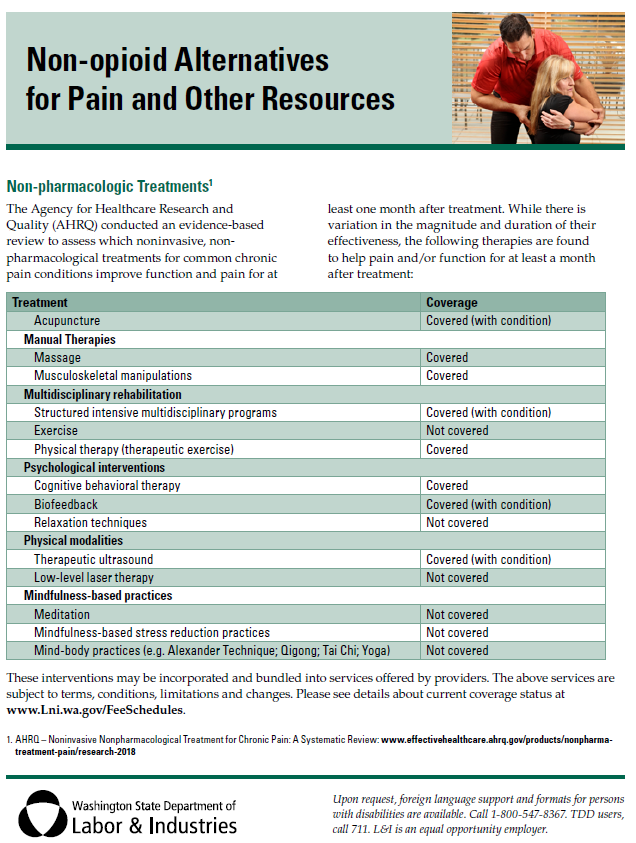 Non-opioid Alternatives
for Pain and Other Resources
Non-pharmacologic Treatments1
The Agency for Healthcare Research and
Quality (AHRQ) conducted an evidence-based
review to assess which noninvasive, non-
pharmacological treatments for common chronic
pain conditions improve function and pain for at
least one month after treatment. While there is
variation in the magnitude and duration of their
effectiveness, the following therapies are found
to help pain and/or function for at least a month
after treatment:
Treatment Coverage
Acupuncture Covered (with condition)
Manual Therapies
Massage Covered
Musculoskeletal manipulations Covered
Multidisciplinary rehabilitation
Structured intensive multidisciplinary programs Covered (with condition)
Exercise Not covered
Physical therapy (therapeutic exercise) Covered
Psychological interventions
Cognitive behavioral therapy Covered
Biofeedback Covered (with condition)
Relaxation techniques Not covered
Physical modalities
Therapeutic ultrasound Covered (with condition)
Low-level laser therapy Not covered
Mindfulness-based practices
Meditation Not covered
Mindfulness-based stress reduction practices Not covered
Mind-body practices (e.g. Alexander Technique; Qigong; Tai Chi; Yoga) Not covered
These interventions may be incorporated and bundled into services offered by providers. The above services are
subject to terms, conditions, limitations and changes. Please see details about current coverage status at
www.Lni.wa.gov/FeeSchedules.
1. AHRQ – Noninvasive Nonpharmacological Treatment for Chronic Pain: A Systematic Review: www.effectivehealthcare.ahrq.gov/products/nonpharma-
treatment-pain/research-2018
Washington State Department of
Labor & Industries
Upon request, foreign language support and formats for persons
with disabilities are available. Call 1-800-547-8367. TDD users,
call 711. L&I is an equal opportunity employer.